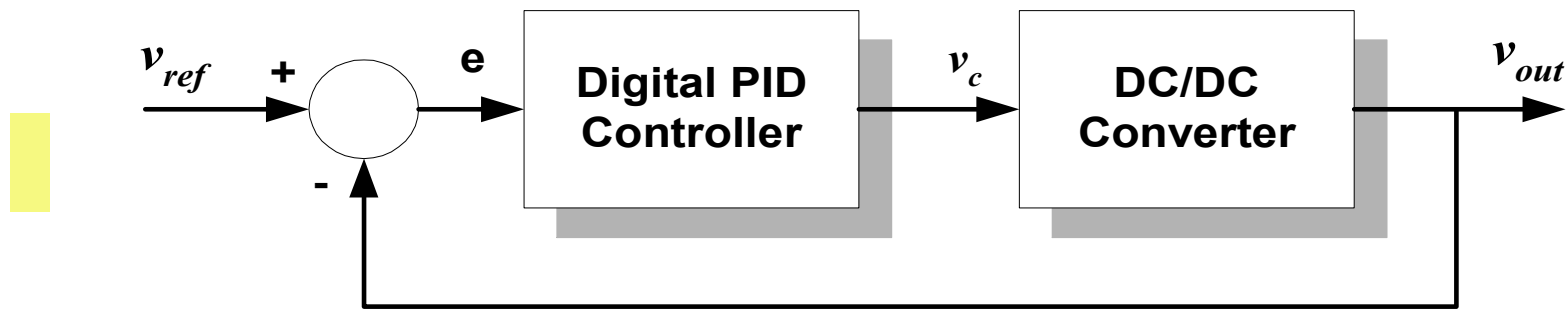 v_ref
+
e
Digital PID
Controller
v_c
DC/DC
Converter
v_out
-